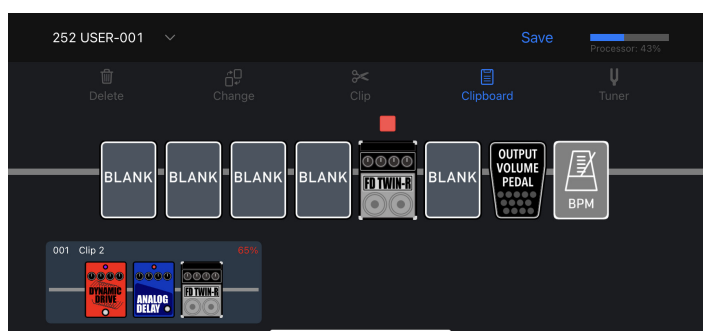 252 USER-001
Save
Processor: 43%
Delete
Change
Clip
Clipboard
Tuner
BLANK
BLANK
BLANK
BLANK
FD TWIN-R
BLANK
OUTPUT
VOLUME
PEDAL
BPM
001 Clip 2
65%
DYNAMIC
DRIVE
ANALOG
DELAY
FD TWIN-R